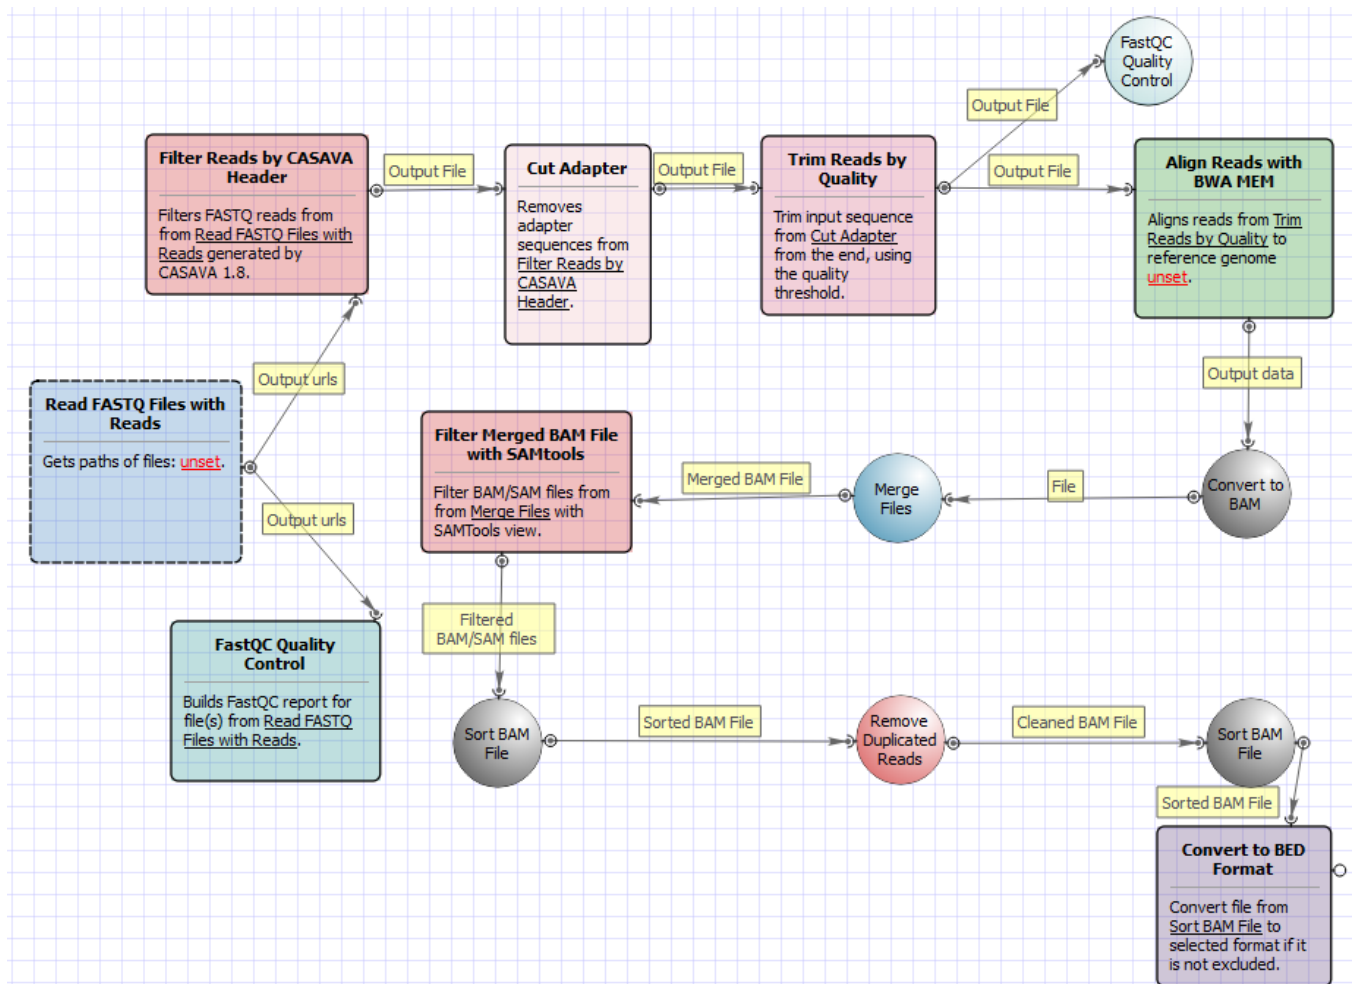 FastQC
Quality
Control
Output File
Filter Reads by CASAVA
Header
Filters FASTQ reads from
from Read FASTQ Files with
Reads generated by
CASAVA 1.8.
Output File
Cut Adapter
Removes
adapter
sequences from
Filter Reads by
CASAVA
Header.
Output File
Trim Reads by
Quality
Trim input sequence
from Cut Adapter
from the end, using
the quality
threshold.
Output File
Align Reads with
BWA MEM
Aligns reads from Trim
Reads by Quality to
reference genome
unset.
Output urls
Output data
Read FASTQ Files with
Reads
Gets paths of files: unset.
Output urls
Filter Merged BAM File
with SAMtools
Filter BAM/SAM files from
from Merge Files with
SAMTools view.
Merged BAM File
Merge
Files
File
Convert to
BAM
Filtered
BAM/SAM files
FastQC Quality
Control
Builds FastQC report for
file(s) from Read FASTQ
Files with Reads.
Sort BAM
File
Sorted BAM File
Remove
Duplicated
Reads
Cleaned BAM File
Sort BAM
File
Sorted BAM File
Convert to BED
Format
Convert file from
Sort BAM File to
selected format if it
is not excluded.